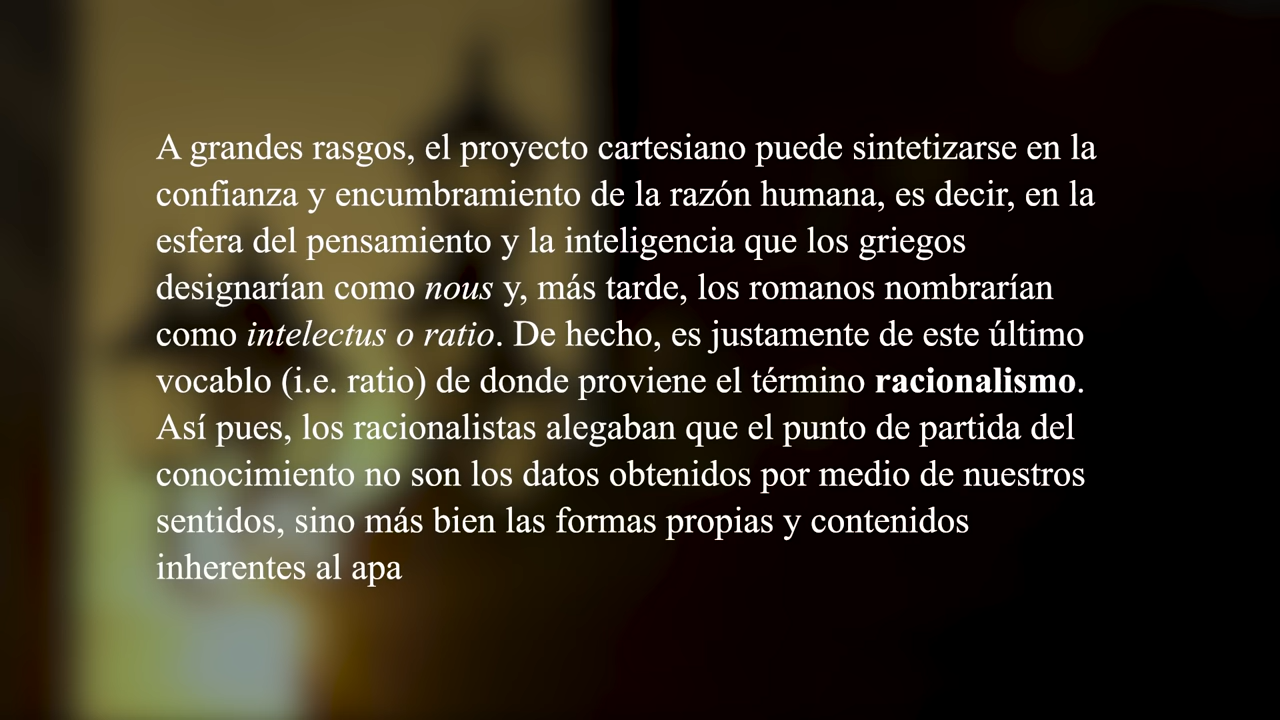 A grandes rasgos, el proyecto cartesiano puede sintetizarse en la
confianza y encumbramiento de la razón humana, es decir, en la
esfera del pensamiento y la inteligencia que los griegos
designarían como nous y, más tarde, los romanos nombrarían
como intelectus o ratio. De hecho, es justamente de este último
vocablo (i.e. ratio) de donde proviene el término racionalismo.
Así pues, los racionalistas alegaban que el punto de partida del
conocimiento no son los datos obtenidos por medio de nuestros
sentidos, sino más bien las formas propias y contenidos
inherentes al apa